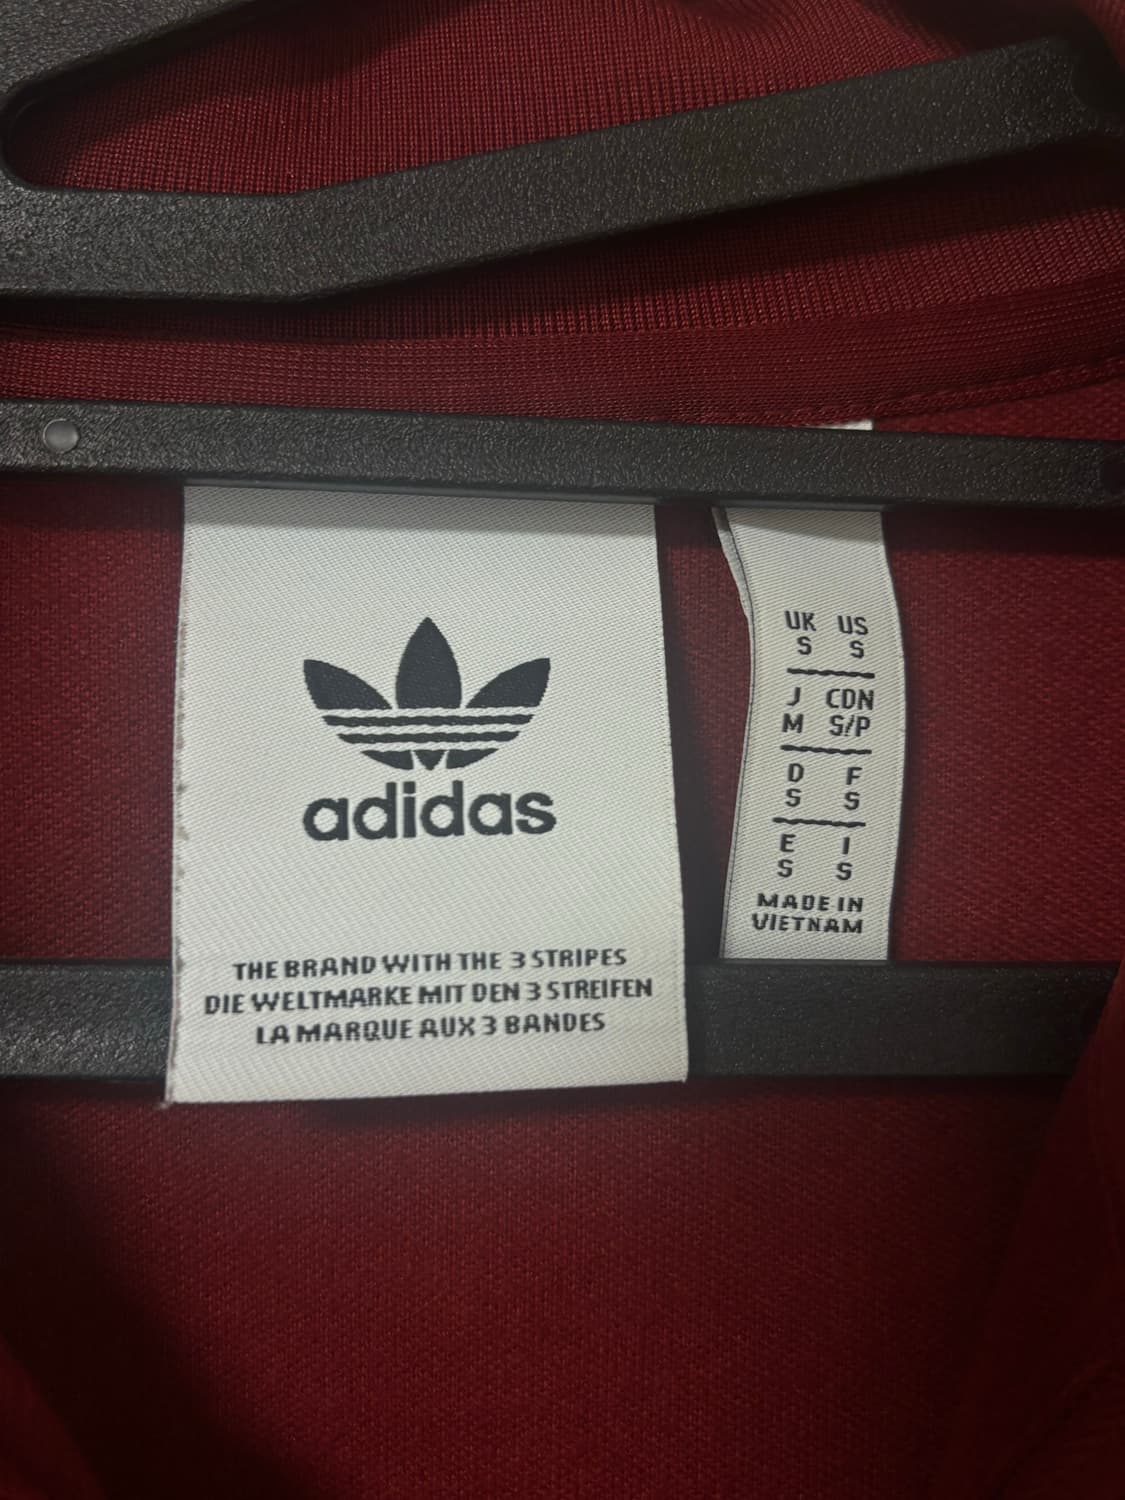 adidas
THE BRAND WITH THE 3 STRIPES
DIE WELTMARKE MIT DEN 3 STREIFEN
LA MARQUE AUX 3 BANDES
UK US
S S
J CDN
M S/P
D F
S S
E I
S S
MADE IN
VIETNAM